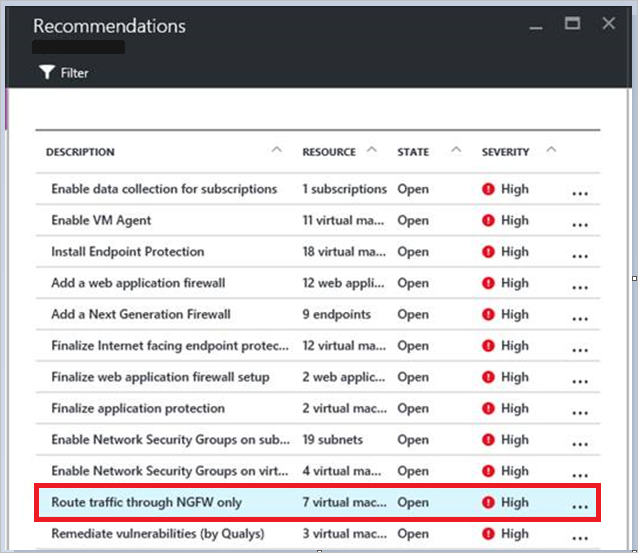 Recommendations
Filter
DESCRIPTION RESOURCE STATE SEVERITY
Enable data collection for subscriptions 1 subscriptions Open High ...
Enable VM Agent 11 virtual ma... Open High ...
Install Endpoint Protection 18 virtual ma... Open High ...
Add a web application firewall 12 web appli... Open High ...
Add a Next Generation Firewall 9 endpoints Open High ...
Finalize Internet facing endpoint protec... 12 virtual ma... Open High ...
Finalize web application firewall setup 2 web applic... Open High ...
Finalize application protection 2 virtual mac... Open High ...
Enable Network Security Groups on sub... 19 subnets Open High ...
Enable Network Security Groups on virt... 4 virtual ma... Open High ...
Route traffic through NGFW only 7 virtual mac... Open High ...
Remediate vulnerabilities (by Qualys) 3 virtual mac... Open High ...